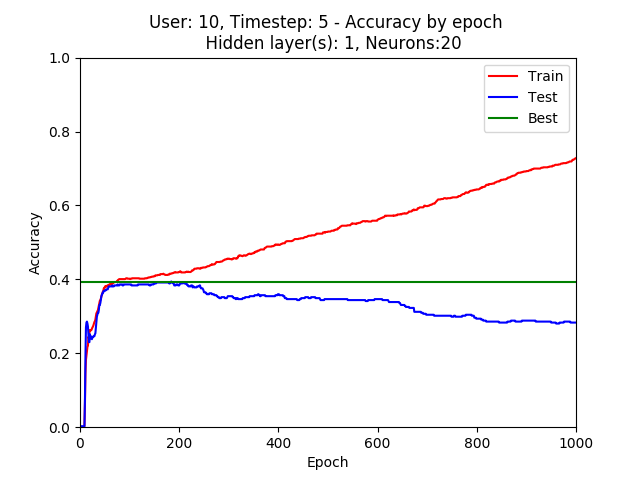 User: 10, Timestep: 5 - Accuracy by epoch
Hidden layer(s): 1, Neurons:20
Train
Test
Best
Accuracy
1.0
0.8
0.6
0.4
0.2
0.0
0 200 400 600 800 1000
Epoch